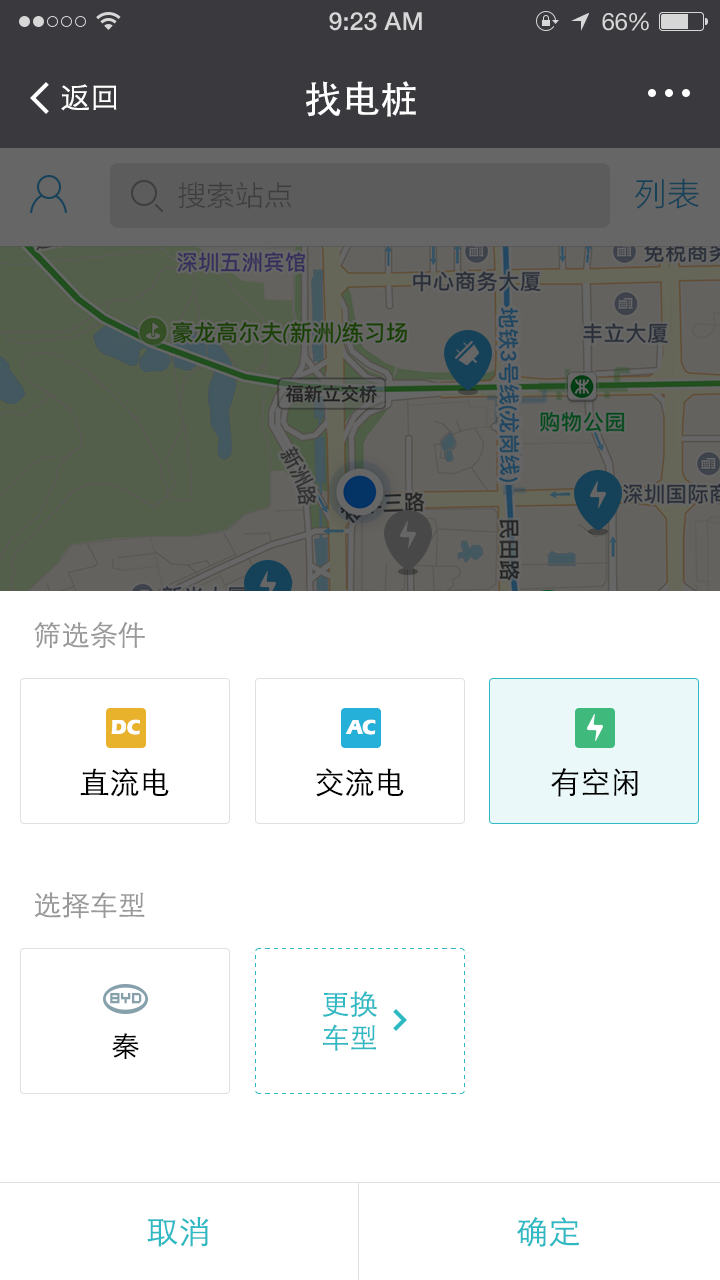 9:23 AM
66%
返回
找电桩
搜索站点
列表
深圳五洲宾馆
免税商务
中心商务大厦
豪龙高尔夫(新洲)练习场
丰立大厦
地铁3号线(龙岗线)
福新立交桥
购物公园
新洲路
深圳国际商
三路
民田路
筛选条件
DC
直流电
AC
交流电
有空闲
选择车型
BYD
秦
更换
车型
取消
确定